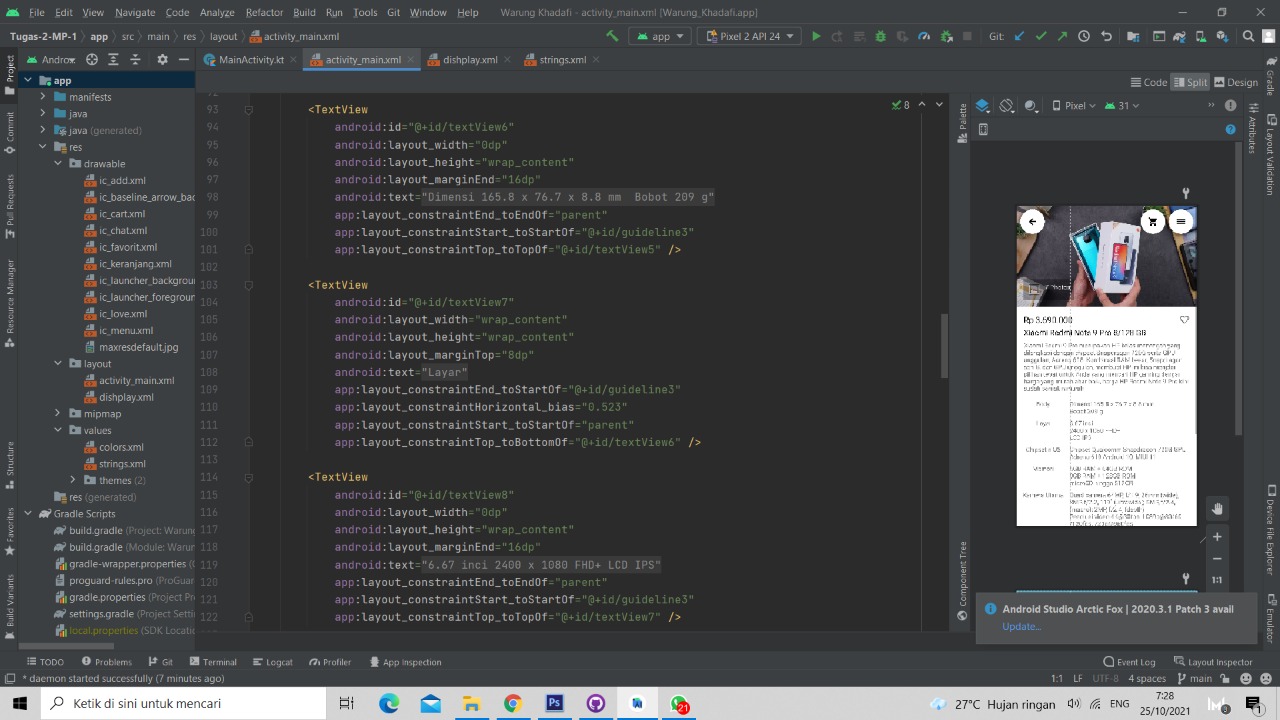 File Edit View Navigate Code Analyze Refactor Build Run Tools Git Window Help Warung Khadafi - activity_main.xml [Warung_Khadafi.app]
Tugas-2-MP-1 app src main res layout activity_main.xml app Pixel 2 API 24 Git:
Andro MainActivity.kt activity_main.xml dishplay.xml strings.xml
Code Split Design
Project
Commit
Pull Requests
Resource Manager
Structure
Favorites
Build Variants
app
manifests
java
java (generated)
res
drawable
ic_add.xml
ic_baseline_arrow_bac
ic_cart.xml
ic_chat.xml
ic_favorit.xml
ic_keranjang.xml
ic_launcher_backgroun
ic_launcher_foregroun
ic_love.xml
ic_menu.xml
maxresdefault.jpg
layout
activity_main.xml
dishplay.xml
mipmap
values
colors.xml
strings.xml
themes (2)
res (generated)
Gradle Scripts
build.gradle (Project: Warung
build.gradle (Module: Warun
gradle-wrapper.properties (C
proguard-rules.pro (ProGuar
gradle.properties (Project Pr
settings.gradle (Project Setti
local.properties (SDK Locatio
92
93 <TextView
94 android:id="@+id/textView6"
95 android:layout_width="0dp"
96 android:layout_height="wrap_content"
97 android:layout_marginEnd="16dp"
98 android:text="Dimensi 165.8 x 76.7 x 8.8 mm  Bobot 209 g"
99 app:layout_constraintEnd_toEndOf="parent"
100 app:layout_constraintStart_toStartOf="@+id/guideline3"
101 app:layout_constraintTop_toTopOf="@+id/textView5" />
102
103 <TextView
104 android:id="@+id/textView7"
105 android:layout_width="wrap_content"
106 android:layout_height="wrap_content"
107 android:layout_marginTop="8dp"
108 android:text="Layar"
109 app:layout_constraintEnd_toStartOf="@+id/guideline3"
110 app:layout_constraintHorizontal_bias="0.523"
111 app:layout_constraintStart_toStartOf="parent"
112 app:layout_constraintTop_toBottomOf="@+id/textView6" />
113
114 <TextView
115 android:id="@+id/textView8"
116 android:layout_width="0dp"
117 android:layout_height="wrap_content"
118 android:layout_marginEnd="16dp"
119 android:text="6.67 inci 2400 x 1080 FHD+ LCD IPS"
120 app:layout_constraintEnd_toEndOf="parent"
121 app:layout_constraintStart_toStartOf="@+id/guideline3"
122 app:layout_constraintTop_toTopOf="@+id/textView7" />
8
Palette
Component Tree
Pixel 31
Rp 3.590.000
Xiaomi Redmi Note 9 Pro 8/128 GB
1:1
Gradle
Layout Validation
Attributes
Device File Explorer
Emulator
Android Studio Arctic Fox | 2020.3.1 Patch 3 avail
Update...
TODO Problems Git Terminal Logcat Profiler App Inspection Event Log Layout Inspector
* daemon started successfully (7 minutes ago) 1:1 LF UTF-8 4 spaces main
Ketik di sini untuk mencari Ps 21 27°C Hujan ringan ENG 7:28
25/10/2021